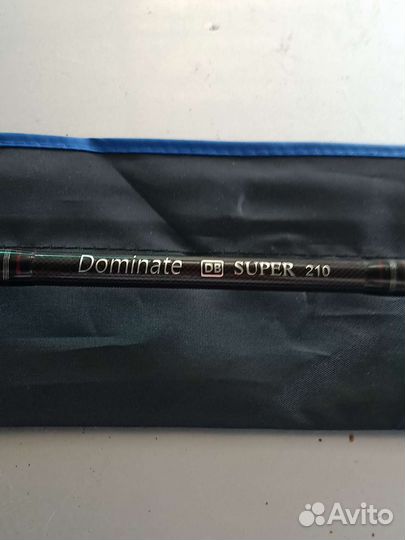 Dominate DB SUPER 210
Avito